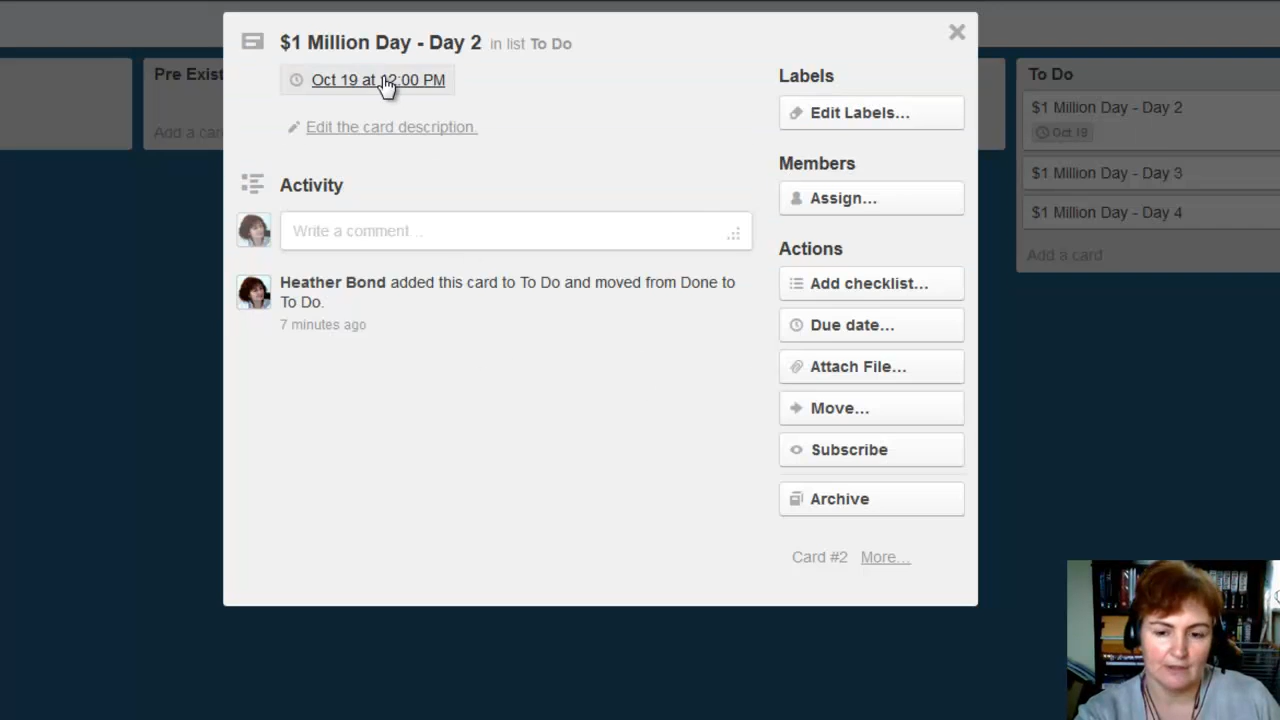 $1 Million Day - Day 2 in list To Do
Oct 19 at 12:00 PM
Edit the card description.
Activity
Write a comment…
Heather Bond added this card to To Do and moved from Done to
To Do.
7 minutes ago
Labels
Edit Labels…
Members
Assign…
Actions
Add checklist…
Due date…
Attach File…
Move…
Subscribe
Archive
Card #2 More…
Pre Exist
Add a car
To Do
$1 Million Day - Day 2
Oct 19
$1 Million Day - Day 3
$1 Million Day - Day 4
Add a card